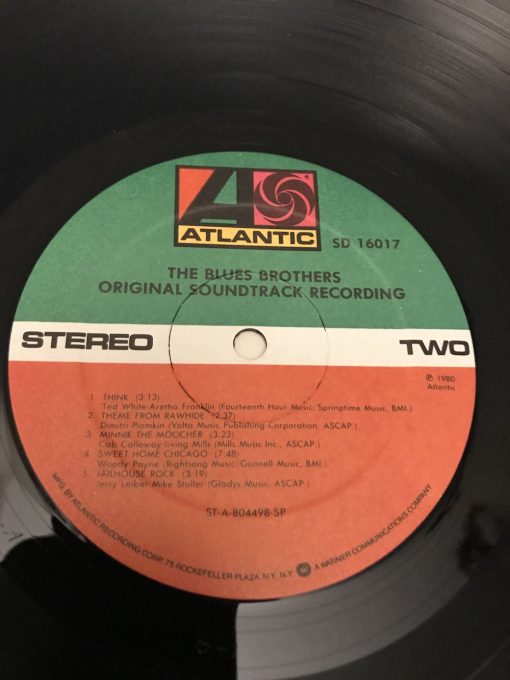 ATLANTIC
SD 16017
THE BLUES BROTHERS
ORIGINAL SOUNDTRACK RECORDING
STEREO
TWO
℗ 1980
Atlantic
1. THINK (3:13)
Ted White-Aretha Franklin (Fourteenth Hour Music, Springtime Music, BMI.)
2. THEME FROM RAWHIDE (2:37)
Dimitri Piomkin (Volta Music Publishing Corporation, ASCAP.)
3. MINNIE THE MOOCHER (3:23)
Cab Calloway-Irving Mills (Mills Music Inc., ASCAP.)
4. SWEET HOME CHICAGO (7:48)
Woody Payne (Rightsong Music-Gunnell Music, BMI.)
5. JAILHOUSE ROCK (3:19)
Jerry Leiber-Mike Stoller (Gladys Music, ASCAP.)
ST-A-804498-SP
MFG. BY ATLANTIC RECORDING CORP. 75 ROCKEFELLER PLAZA, N.Y. N.Y. A WARNER COMMUNICATIONS COMPANY